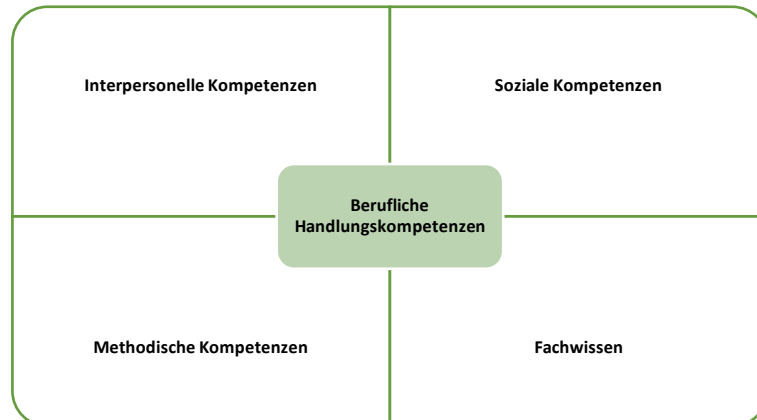 Interpersonelle Kompetenzen
Soziale Kompetenzen
Berufliche
Handlungskompetenzen
Methodische Kompetenzen
Fachwissen